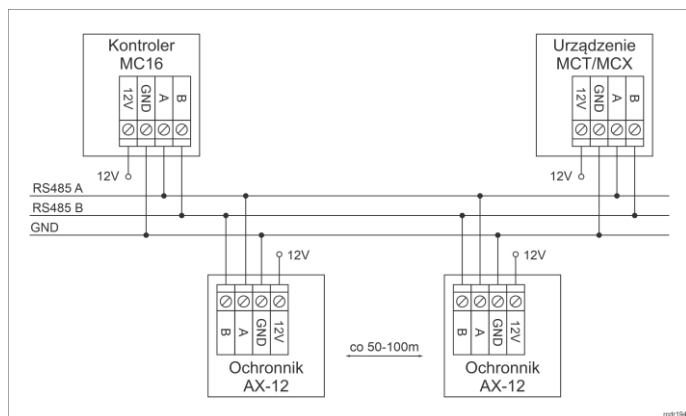 Kontroler
MC16
12V
GND
A
B
Urządzenie
MCT/MCX
12V
GND
A
B
12V
12V
RS485 A
RS485 B
GND
12V
12V
B
A
GND
12V
Ochronnik
AX-12
co 50-100m
B
A
GND
12V
Ochronnik
AX-12